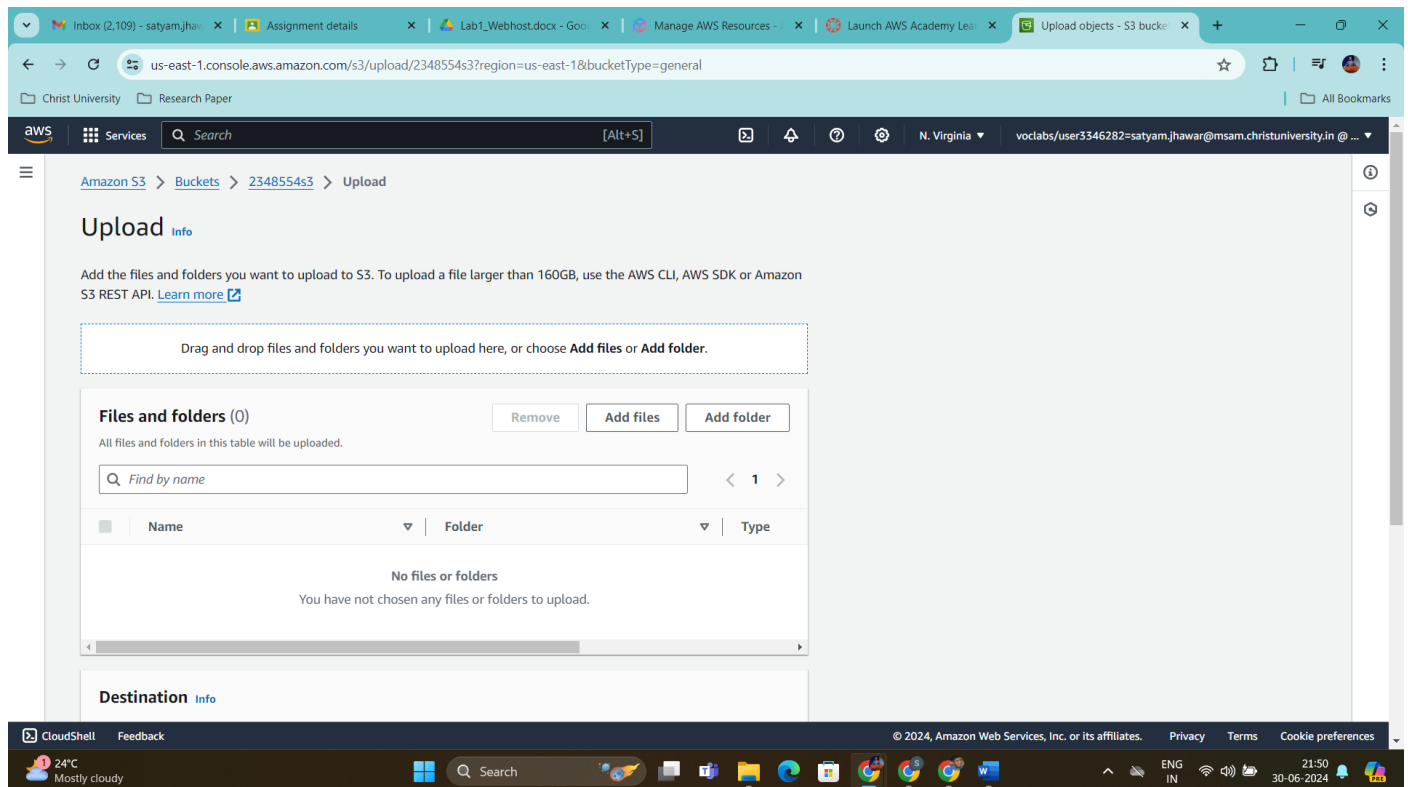 Inbox (2,109) - satyam.jhaw
Assignment details
Lab1_Webhost.docx - Goo
Manage AWS Resources -
Launch AWS Academy Lea
Upload objects - S3 bucket
us-east-1.console.aws.amazon.com/s3/upload/2348554s3?region=us-east-1&bucketType=general
Christ University
Research Paper
All Bookmarks
aws
Services
Search
[Alt+S]
N. Virginia
voclabs/user3346282=satyam.jhawar@msam.christuniversity.in @ ...
Amazon S3 > Buckets > 2348554s3 > Upload
Upload Info
Add the files and folders you want to upload to S3. To upload a file larger than 160GB, use the AWS CLI, AWS SDK or Amazon
S3 REST API. Learn more
Drag and drop files and folders you want to upload here, or choose Add files or Add folder.
Files and folders (0)
Remove
Add files
Add folder
All files and folders in this table will be uploaded.
Find by name
< 1 >
Name
Folder
Type
No files or folders
You have not chosen any files or folders to upload.
Destination Info
CloudShell
Feedback
© 2024, Amazon Web Services, Inc. or its affiliates.
Privacy
Terms
Cookie preferences
1
24°C
Mostly cloudy
Search
ENG
IN
21:50
30-06-2024
PRE